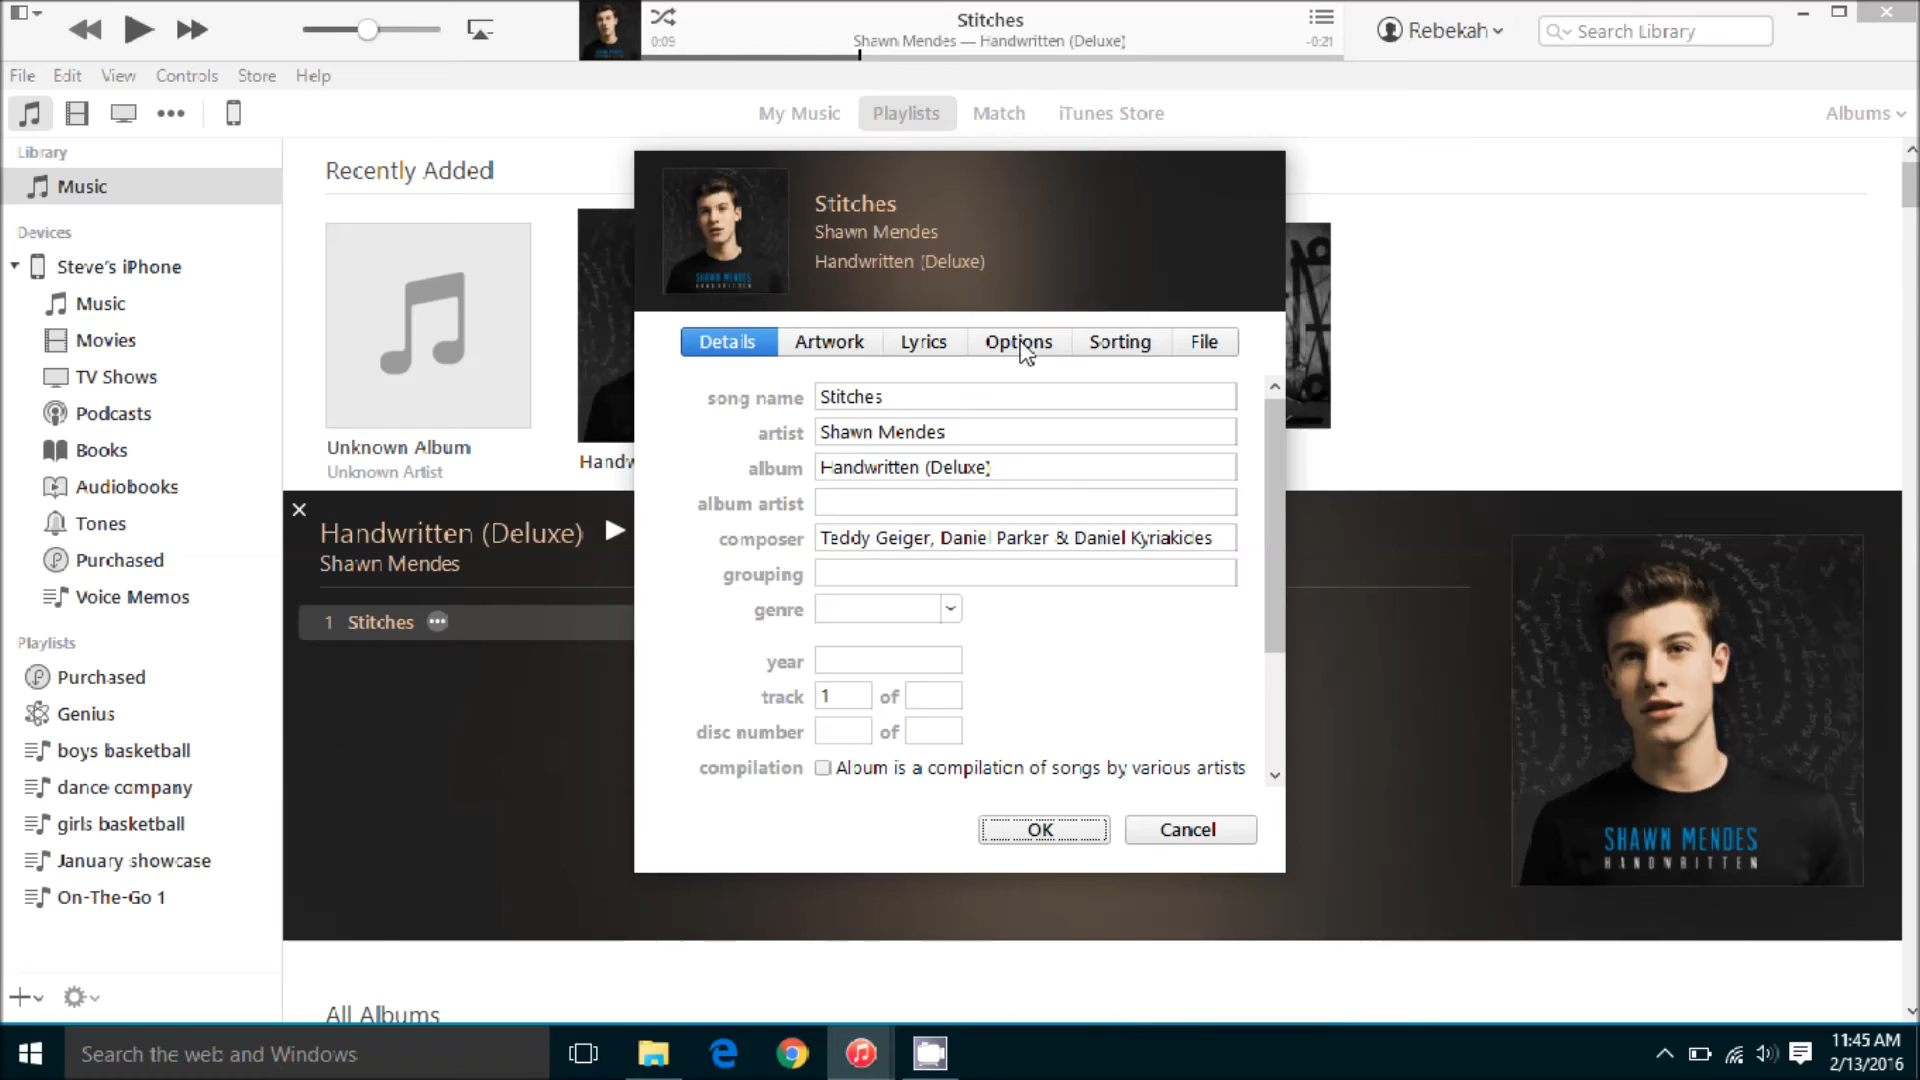 Stitches
Shawn Mendes — Handwritten (Deluxe)
0:09
-0:21
Rebekah
Search Library
File Edit View Controls Store Help
My Music Playlists Match iTunes Store
Albums
Library
Music
Devices
Steve's iPhone
Music
Movies
TV Shows
Podcasts
Books
Audiobooks
Tones
Purchased
Voice Memos
Playlists
Purchased
Genius
boys basketball
dance company
girls basketball
January showcase
On-The-Go 1
Recently Added
Unknown Album
Unknown Artist
Handw
Handwritten (Deluxe)
Shawn Mendes
1 Stitches
All Albums
SHAWN MENDES
HANDWRITTEN
Stitches
Shawn Mendes
Handwritten (Deluxe)
SHAWN MENDES
HANDWRITTEN
Details Artwork Lyrics Options Sorting File
song name Stitches
artist Shawn Mendes
album Handwritten (Deluxe)
album artist
composer Teddy Geiger, Daniel Parker & Daniel Kyriakides
grouping
genre
year
track 1 of
disc number of
compilation Album is a compilation of songs by various artists
OK Cancel
Search the web and Windows
11:45 AM
2/13/2016